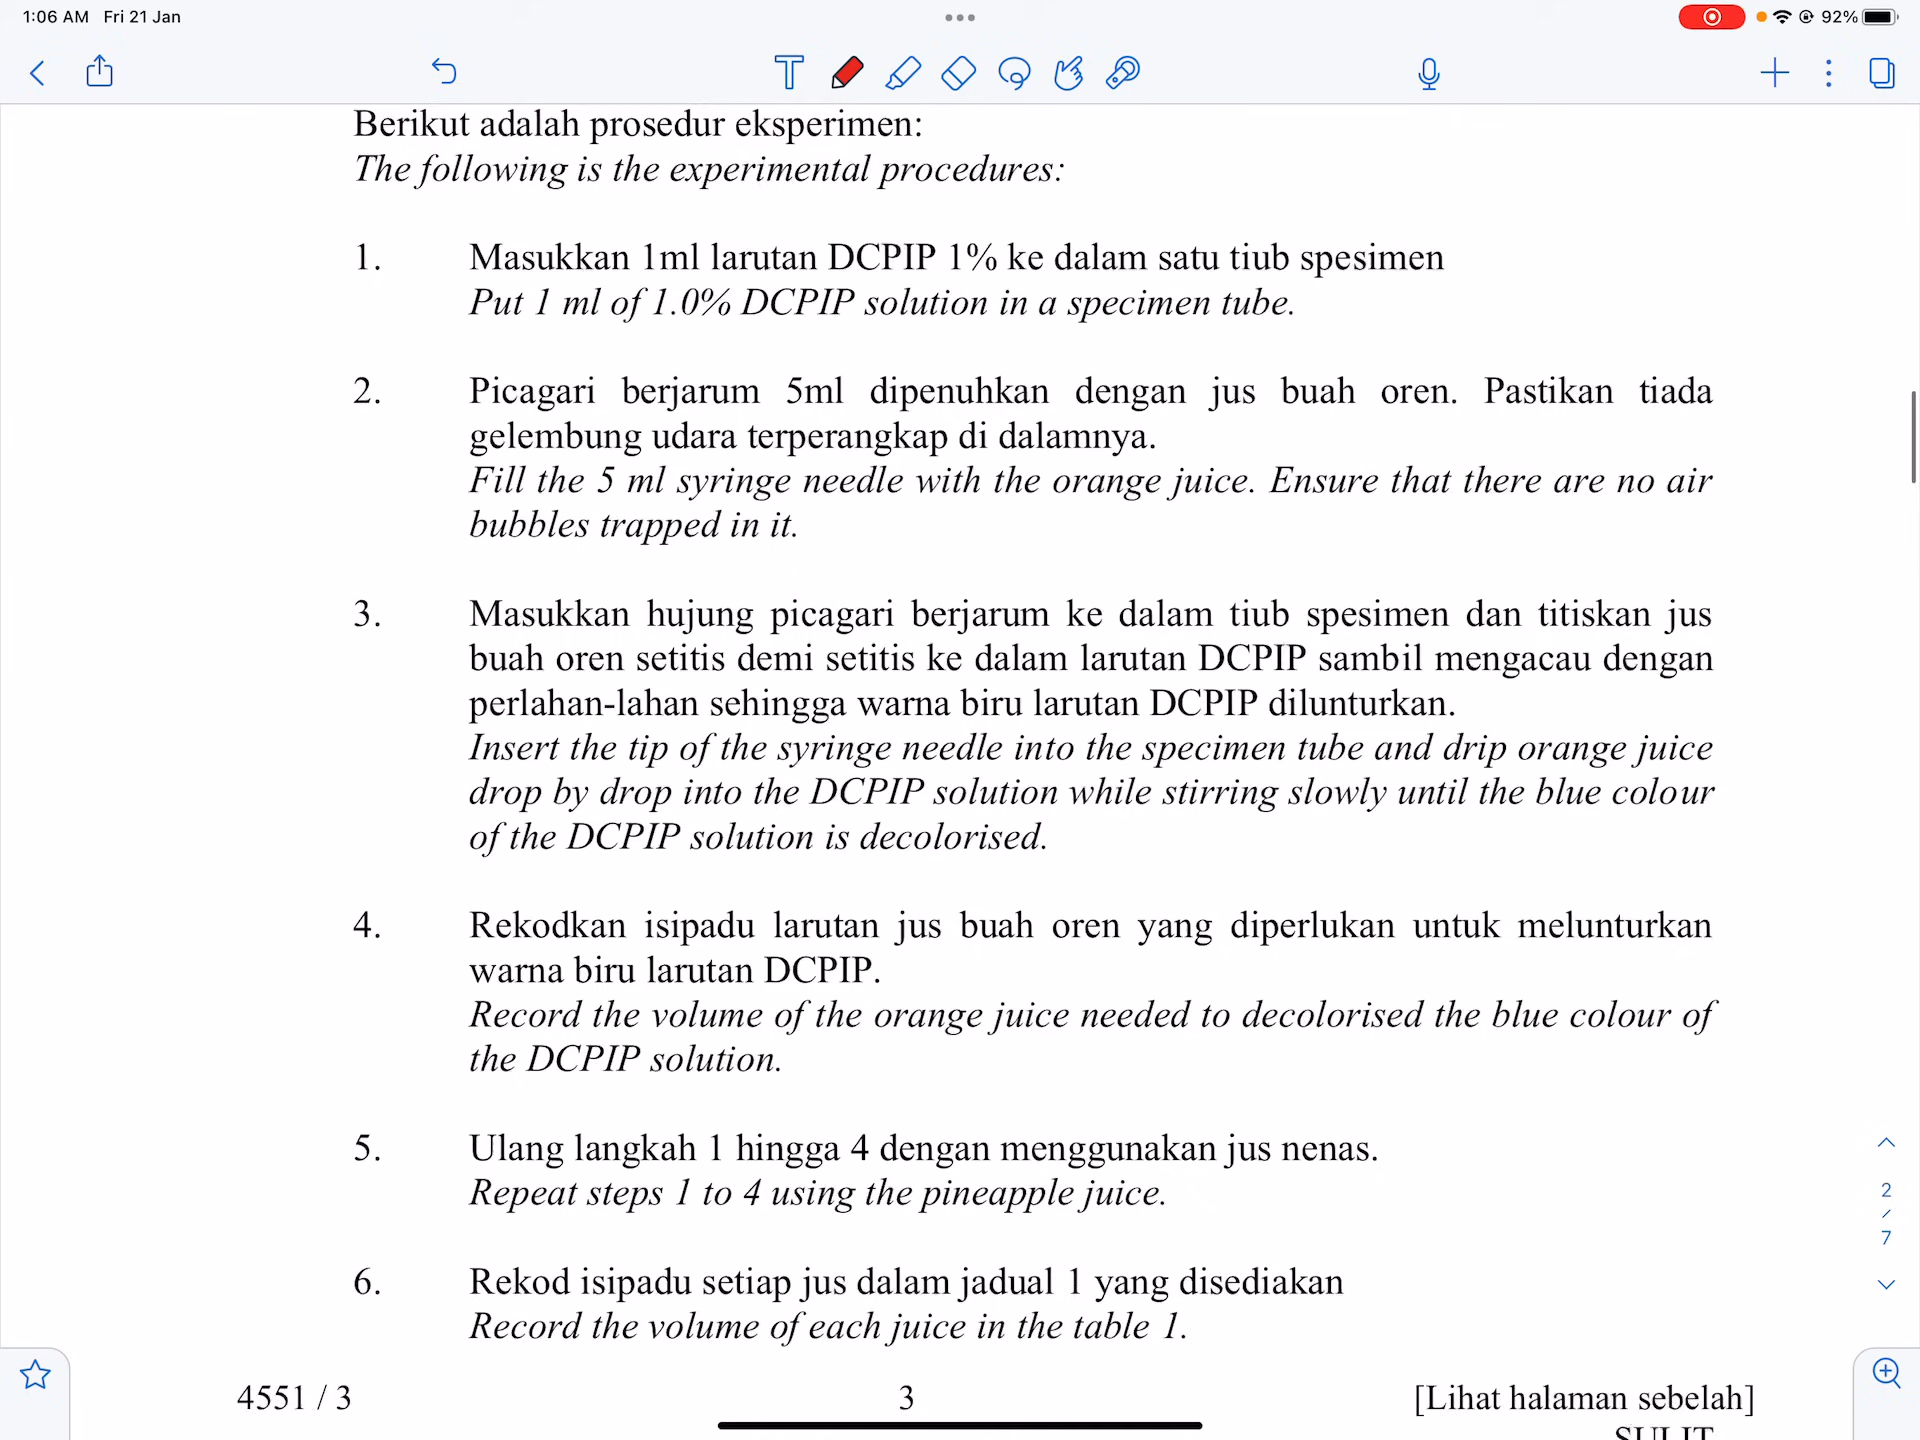 1:06 AM Fri 21 Jan
92%
Berikut adalah prosedur eksperimen:
The following is the experimental procedures:
1. Masukkan 1ml larutan DCPIP 1% ke dalam satu tiub spesimen
Put 1 ml of 1.0% DCPIP solution in a specimen tube.
2. Picagari berjarum 5ml dipenuhkan dengan jus buah oren. Pastikan tiada
gelembung udara terperangkap di dalamnya.
Fill the 5 ml syringe needle with the orange juice. Ensure that there are no air
bubbles trapped in it.
3. Masukkan hujung picagari berjarum ke dalam tiub spesimen dan titiskan jus
buah oren setitis demi setitis ke dalam larutan DCPIP sambil mengacau dengan
perlahan-lahan sehingga warna biru larutan DCPIP dilunturkan.
Insert the tip of the syringe needle into the specimen tube and drip orange juice
drop by drop into the DCPIP solution while stirring slowly until the blue colour
of the DCPIP solution is decolorised.
4. Rekodkan isipadu larutan jus buah oren yang diperlukan untuk melunturkan
warna biru larutan DCPIP.
Record the volume of the orange juice needed to decolorised the blue colour of
the DCPIP solution.
5. Ulang langkah 1 hingga 4 dengan menggunakan jus nenas.
Repeat steps 1 to 4 using the pineapple juice.
6. Rekod isipadu setiap jus dalam jadual 1 yang disediakan
Record the volume of each juice in the table 1.
2
/
7
4551 / 3 3 [Lihat halaman sebelah]
SULIT